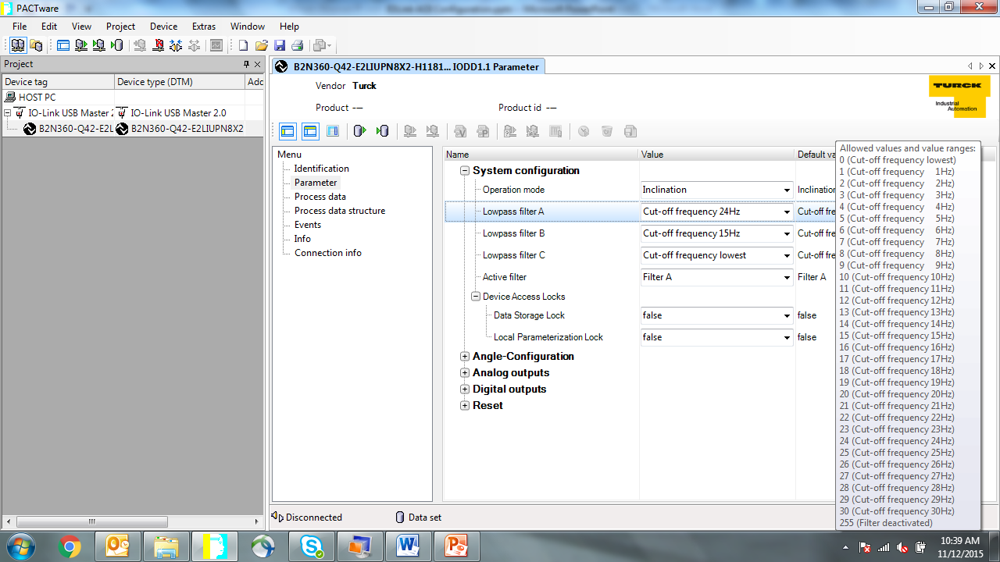 PACTware
File Edit View Project Device Extras Window Help
Project
Device tag Device type (DTM) Adc
HOST PC
IO-Link USB Master 2 IO-Link USB Master 2.0
B2N360-Q42-E2L B2N360-Q42-E2LIUPN8X2
B2N360-Q42-E2LIUPN8X2-H1181... IODD1.1 Parameter
Vendor Turck
Product --- Product id ---
TURCK
Industrial
Automation
Menu
Identification
Parameter
Process data
Process data structure
Events
Info
Connection info
Name Value Default va
System configuration
Operation mode Inclination Inclination
Lowpass filter A Cut-off frequency 24Hz Cut-off fre
Lowpass filter B Cut-off frequency 15Hz Cut-off fre
Lowpass filter C Cut-off frequency lowest Cut-off fre
Active filter Filter A Filter A
Device Access Locks
Data Storage Lock false false
Local Parameterization Lock false false
Angle-Configuration
Analog outputs
Digital outputs
Reset
Allowed values and value ranges:
0 (Cut-off frequency lowest)
1 (Cut-off frequency 1Hz)
2 (Cut-off frequency 2Hz)
3 (Cut-off frequency 3Hz)
4 (Cut-off frequency 4Hz)
5 (Cut-off frequency 5Hz)
6 (Cut-off frequency 6Hz)
7 (Cut-off frequency 7Hz)
8 (Cut-off frequency 8Hz)
9 (Cut-off frequency 9Hz)
10 (Cut-off frequency 10Hz)
11 (Cut-off frequency 11Hz)
12 (Cut-off frequency 12Hz)
13 (Cut-off frequency 13Hz)
14 (Cut-off frequency 14Hz)
15 (Cut-off frequency 15Hz)
16 (Cut-off frequency 16Hz)
17 (Cut-off frequency 17Hz)
18 (Cut-off frequency 18Hz)
19 (Cut-off frequency 19Hz)
20 (Cut-off frequency 20Hz)
21 (Cut-off frequency 21Hz)
22 (Cut-off frequency 22Hz)
23 (Cut-off frequency 23Hz)
24 (Cut-off frequency 24Hz)
25 (Cut-off frequency 25Hz)
26 (Cut-off frequency 26Hz)
27 (Cut-off frequency 27Hz)
28 (Cut-off frequency 28Hz)
29 (Cut-off frequency 29Hz)
30 (Cut-off frequency 30Hz)
255 (Filter deactivated)
Disconnected Data set
10:39 AM
11/12/2015